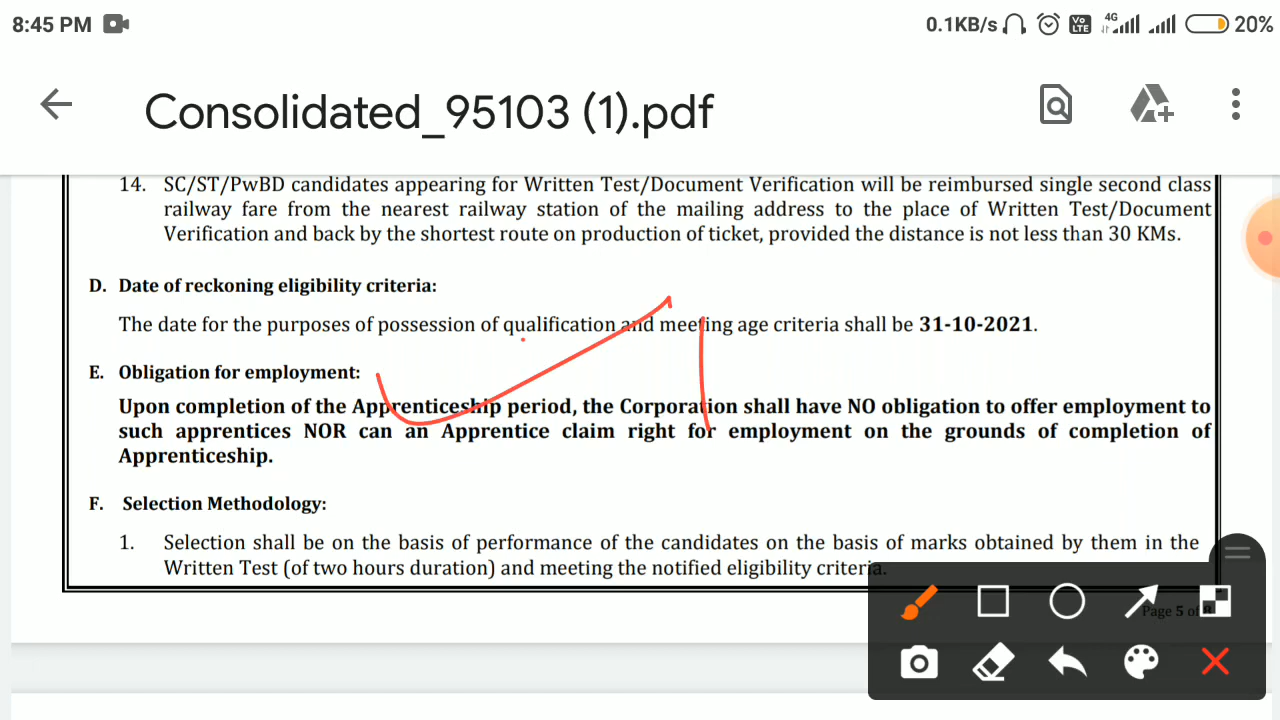 8:45 PM 0.1KB/s Vo LTE 4G 20%
Consolidated_95103 (1).pdf
14. SC/ST/PwBD candidates appearing for Written Test/Document Verification will be reimbursed single second class
railway fare from the nearest railway station of the mailing address to the place of Written Test/Document
Verification and back by the shortest route on production of ticket, provided the distance is not less than 30 KMs.
D. Date of reckoning eligibility criteria:
The date for the purposes of possession of qualification and meeting age criteria shall be 31-10-2021.
E. Obligation for employment:
Upon completion of the Apprenticeship period, the Corporation shall have NO obligation to offer employment to
such apprentices NOR can an Apprentice claim right for employment on the grounds of completion of
Apprenticeship.
F. Selection Methodology:
1. Selection shall be on the basis of performance of the candidates on the basis of marks obtained by them in the
Written Test (of two hours duration) and meeting the notified eligibility criteria.
Page 5 of 8